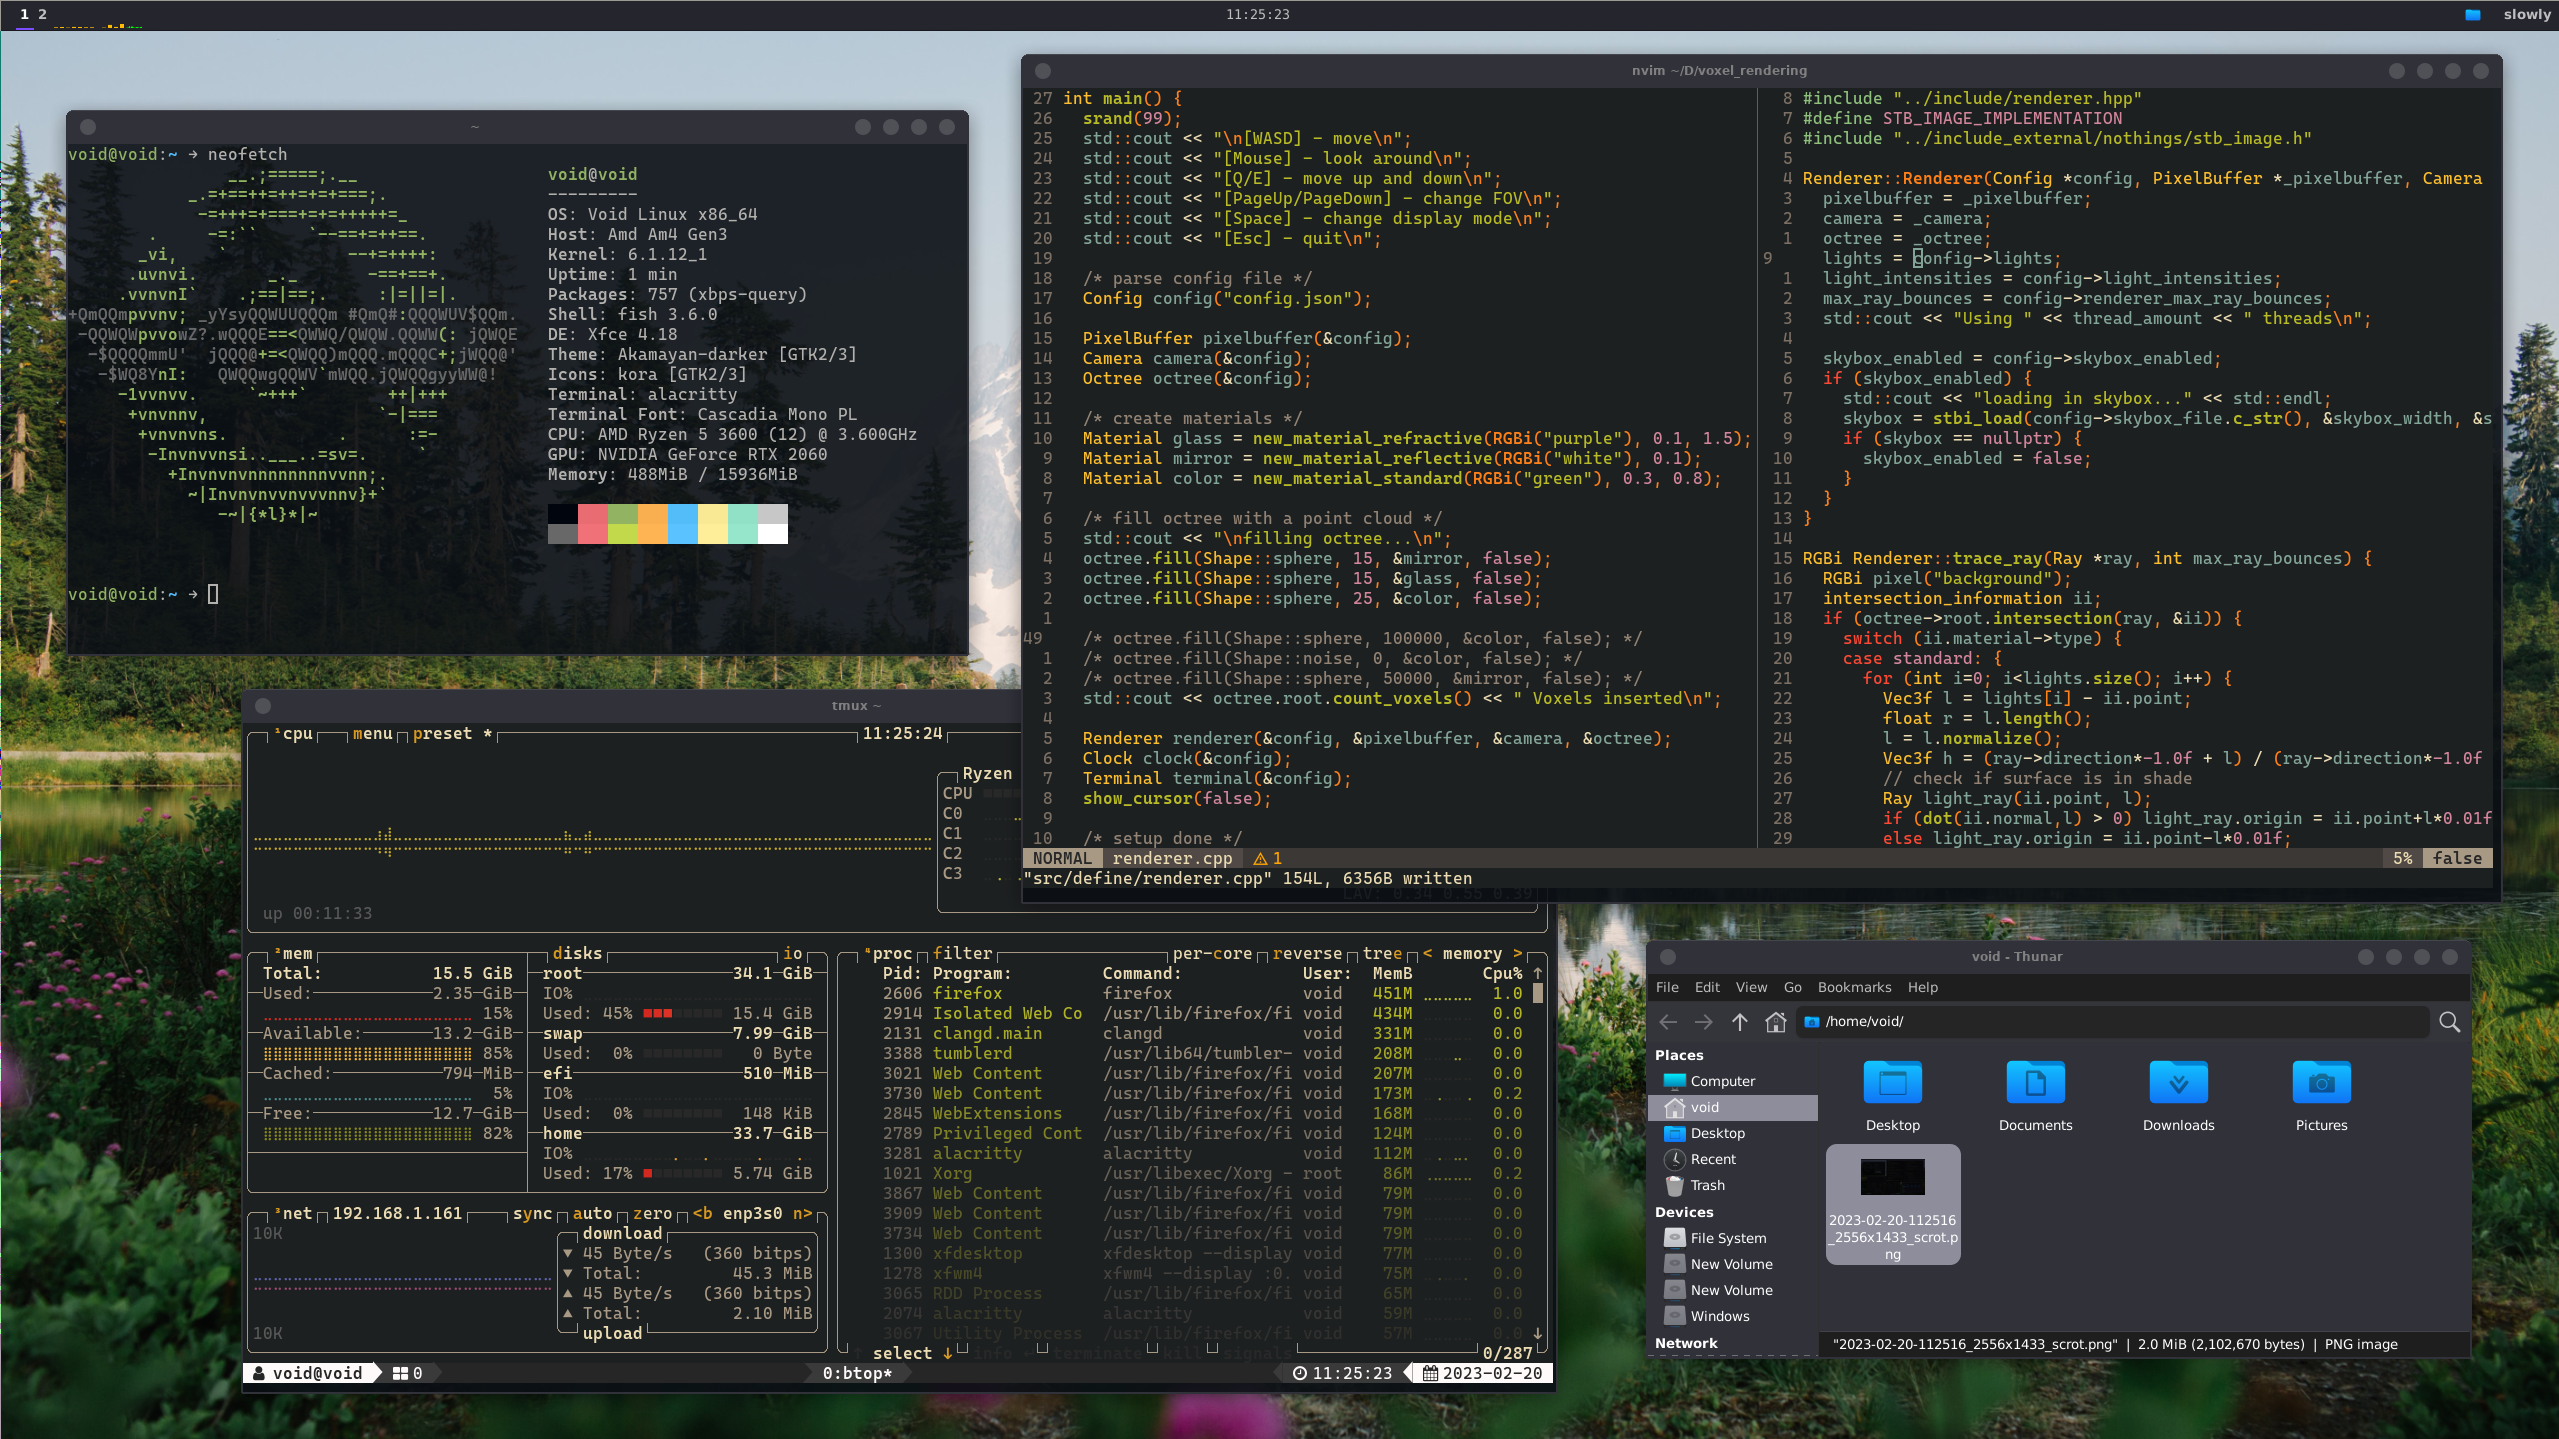 1 2
11:25:23
slowly
~
void@void:~ → neofetch
void@void
---------
OS: Void Linux x86_64
Host: Amd Am4 Gen3
Kernel: 6.1.12_1
Uptime: 1 min
Packages: 757 (xbps-query)
Shell: fish 3.6.0
DE: Xfce 4.18
Theme: Akamayan-darker [GTK2/3]
Icons: kora [GTK2/3]
Terminal: alacritty
Terminal Font: Cascadia Mono PL
CPU: AMD Ryzen 5 3600 (12) @ 3.600GHz
GPU: NVIDIA GeForce RTX 2060
Memory: 488MiB / 15936MiB
void@void:~ →
nvim ~/D/voxel_rendering
27 int main() {
26 srand(99);
25 std::cout << "\n[WASD] - move\n";
24 std::cout << "[Mouse] - look around\n";
23 std::cout << "[Q/E] - move up and down\n";
22 std::cout << "[PageUp/PageDown] - change FOV\n";
21 std::cout << "[Space] - change display mode\n";
20 std::cout << "[Esc] - quit\n";
19
18 /* parse config file */
17 Config config("config.json");
16
15 PixelBuffer pixelbuffer(&config);
14 Camera camera(&config);
13 Octree octree(&config);
12
11 /* create materials */
10 Material glass = new_material_refractive(RGBi("purple"), 0.1, 1.5);
9 Material mirror = new_material_reflective(RGBi("white"), 0.1);
8 Material color = new_material_standard(RGBi("green"), 0.3, 0.8);
7
6 /* fill octree with a point cloud */
5 std::cout << "\nfilling octree...\n";
4 octree.fill(Shape::sphere, 15, &mirror, false);
3 octree.fill(Shape::sphere, 15, &glass, false);
2 octree.fill(Shape::sphere, 25, &color, false);
1
49 /* octree.fill(Shape::sphere, 100000, &color, false); */
1 /* octree.fill(Shape::noise, 0, &color, false); */
2 /* octree.fill(Shape::sphere, 50000, &mirror, false); */
3 std::cout << octree.root.count_voxels() << " Voxels inserted\n";
4
5 Renderer renderer(&config, &pixelbuffer, &camera, &octree);
6 Clock clock(&config);
7 Terminal terminal(&config);
8 show_cursor(false);
9
10 /* setup done */
8 #include "../include/renderer.hpp"
7 #define STB_IMAGE_IMPLEMENTATION
6 #include "../include_external/nothings/stb_image.h"
5
4 Renderer::Renderer(Config *config, PixelBuffer *_pixelbuffer, Camera
3 pixelbuffer = _pixelbuffer;
2 camera = _camera;
1 octree = _octree;
9 lights = config->lights;
1 light_intensities = config->light_intensities;
2 max_ray_bounces = config->renderer_max_ray_bounces;
3 std::cout << "Using " << thread_amount << " threads\n";
4
5 skybox_enabled = config->skybox_enabled;
6 if (skybox_enabled) {
7 std::cout << "loading in skybox..." << std::endl;
8 skybox = stbi_load(config->skybox_file.c_str(), &skybox_width, &s
9 if (skybox == nullptr) {
10 skybox_enabled = false;
11 }
12 }
13 }
14
15 RGBi Renderer::trace_ray(Ray *ray, int max_ray_bounces) {
16 RGBi pixel("background");
17 intersection_information ii;
18 if (octree->root.intersection(ray, &ii)) {
19 switch (ii.material->type) {
20 case standard: {
21 for (int i=0; i<lights.size(); i++) {
22 Vec3f l = lights[i] - ii.point;
23 float r = l.length();
24 l = l.normalize();
25 Vec3f h = (ray->direction*-1.0f + l) / (ray->direction*-1.0f
26 // check if surface is in shade
27 Ray light_ray(ii.point, l);
28 if (dot(ii.normal,l) > 0) light_ray.origin = ii.point+l*0.01f
29 else light_ray.origin = ii.point-l*0.01f;
NORMAL renderer.cpp 1 5% false
"src/define/renderer.cpp" 154L, 6356B written
tmux ~
¹cpu menu preset * 11:25:24
Ryzen
CPU
C0
C1
C2
C3
up 00:11:33
²mem
Total: 15.5 GiB
Used: 2.35 GiB
15%
Available: 13.2 GiB
85%
Cached: 794 MiB
5%
Free: 12.7 GiB
82%
disks io
root 34.1 GiB
IO%
Used: 45% 15.4 GiB
swap 7.99 GiB
Used: 0% 0 Byte
efi 510 MiB
IO%
Used: 0% 148 KiB
home 33.7 GiB
IO%
Used: 17% 5.74 GiB
³net 192.168.1.161 sync auto zero <b enp3s0 n>
10K
download
▼ 45 Byte/s (360 bitps)
▼ Total: 45.3 MiB
▲ 45 Byte/s (360 bitps)
▲ Total: 2.10 MiB
upload
10K
⁴proc filter per-core reverse tree < memory >
Pid: Program: Command: User: MemB Cpu% ↑
2606 firefox firefox void 451M 1.0
2914 Isolated Web Co /usr/lib/firefox/fi void 434M 0.0
2131 clangd.main clangd void 331M 0.0
3388 tumblerd /usr/lib64/tumbler- void 208M 0.0
3021 Web Content /usr/lib/firefox/fi void 207M 0.0
3730 Web Content /usr/lib/firefox/fi void 173M 0.2
2845 WebExtensions /usr/lib/firefox/fi void 168M 0.0
2789 Privileged Cont /usr/lib/firefox/fi void 124M 0.0
3281 alacritty alacritty void 112M 0.0
1021 Xorg /usr/libexec/Xorg - root 86M 0.2
3867 Web Content /usr/lib/firefox/fi void 79M 0.0
3909 Web Content /usr/lib/firefox/fi void 79M 0.0
3734 Web Content /usr/lib/firefox/fi void 79M 0.0
1300 xfdesktop xfdesktop --display void 77M 0.0
1278 xfwm4 xfwm4 --display :0. void 75M 0.0
3065 RDD Process /usr/lib/firefox/fi void 65M 0.0
2074 alacritty alacritty void 59M 0.0
3067 Utility Process /usr/lib/firefox/fi void 57M 0.0
↑ select ↓ info terminate kill signals 0/287
void@void 0 0:btop* 11:25:23 2023-02-20
void - Thunar
File Edit View Go Bookmarks Help
/home/void/
Places
Computer
void
Desktop
Recent
Trash
Devices
File System
New Volume
New Volume
Windows
Network
Desktop Documents Downloads Pictures
2023-02-20-112516
_2556x1433_scrot.p
ng
"2023-02-20-112516_2556x1433_scrot.png" | 2.0 MiB (2,102,670 bytes) | PNG image